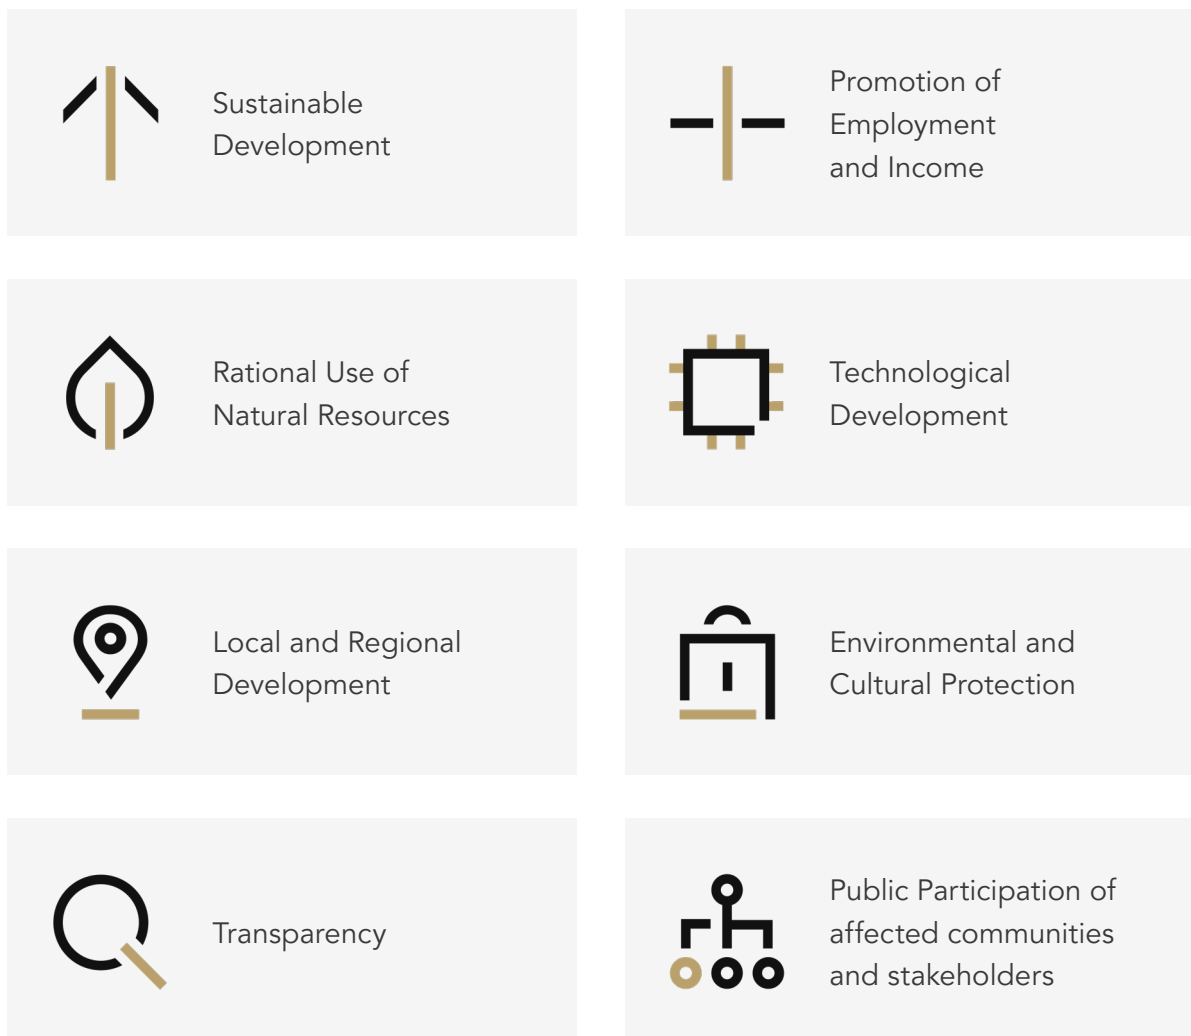 Sustainable
Development
Promotion of
Employment
and Income
Rational Use of
Natural Resources
Technological
Development
Local and Regional
Development
Environmental and
Cultural Protection
Transparency
Public Participation of
affected communities
and stakeholders